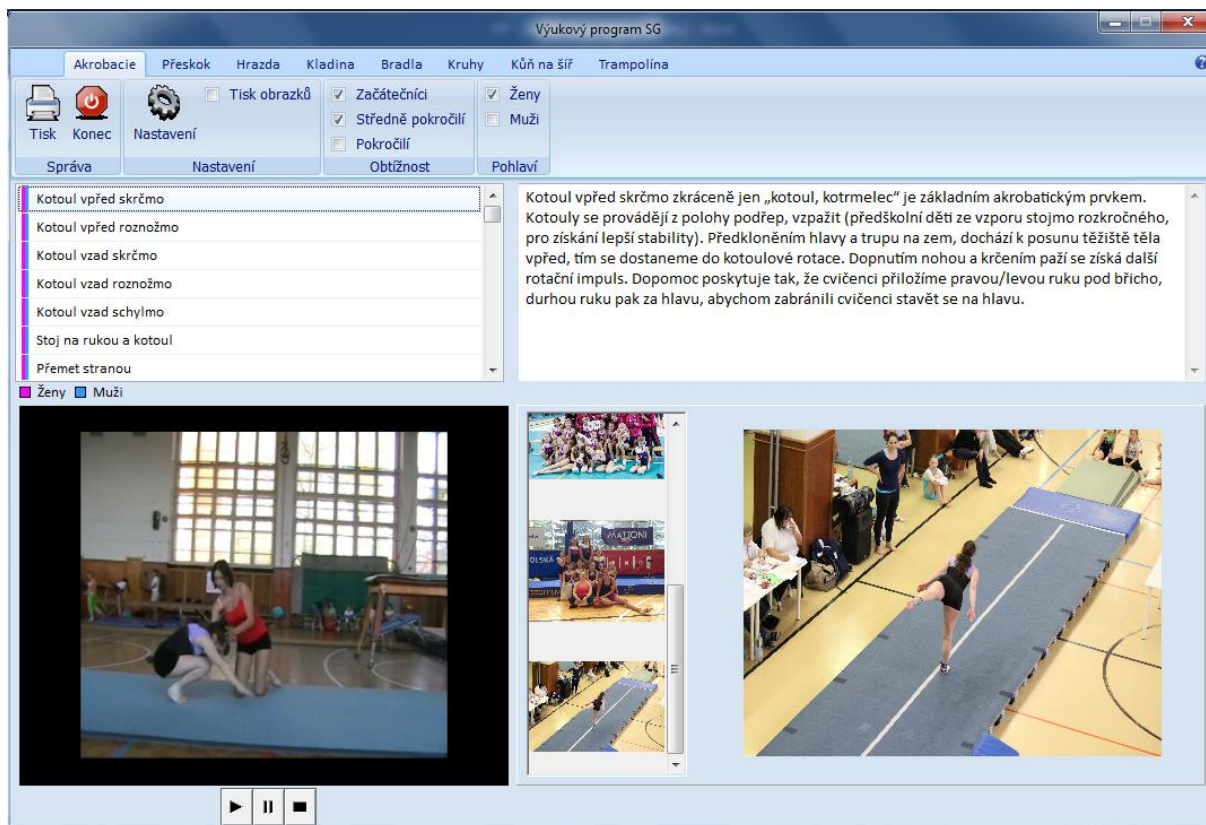 Výukový program SG
Akrobacie Přeskok Hrazda Kladina Bradla Kruhy Kůň na šíř Trampolína
Tisk Konec Nastavení Tisk obrazků Začátečníci Ženy
Středně pokročilí Muži
Pokročilí
Správa Nastavení Obtížnost Pohlaví
Kotoul vpřed skrčmo
Kotoul vpřed roznožmo
Kotoul vzad skrčmo
Kotoul vzad roznožmo
Kotoul vzad schylmo
Stoj na rukou a kotoul
Přemet stranou
Ženy Muži
Kotoul vpřed skrčmo zkráceně jen „kotoul, kotrmelec“ je základním akrobatickým prvkem.
Kotouly se provádějí z polohy podřep, vzpažit (předškolní děti ze vzporu stojmo rozkročného,
pro získání lepší stability). Předkloněním hlavy a trupu na zem, dochází k posunu těžiště těla
vpřed, tím se dostaneme do kotoulové rotace. Dopnutím nohou a krčením paží se získá další
rotační impuls. Dopomoc poskytuje tak, že cvičenci přiložíme pravou/levou ruku pod břicho,
durhou ruku pak za hlavu, abychom zabránili cvičenci stavět se na hlavu.
MATTONI